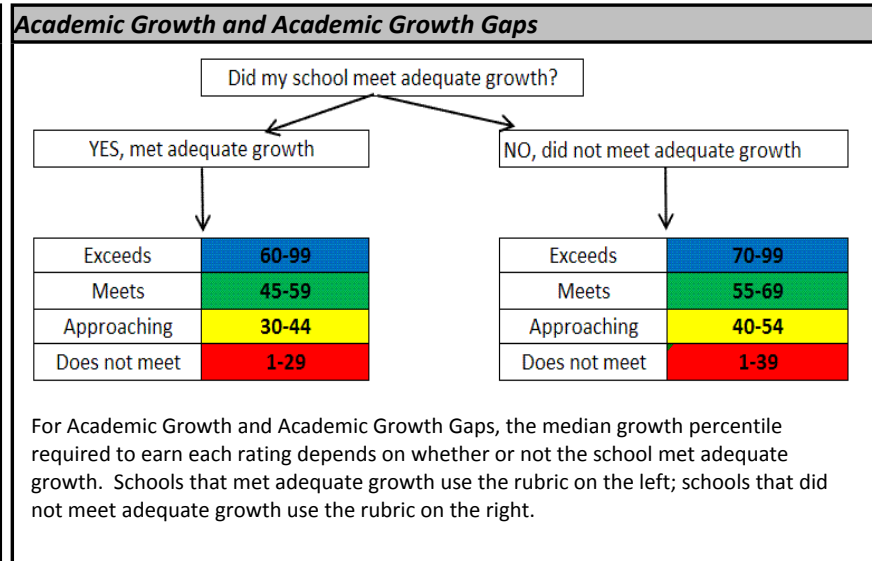 Academic Growth and Academic Growth Gaps
Did my school meet adequate growth?
YES, met adequate growth
NO, did not meet adequate growth
Exceeds 60-99
Meets 45-59
Approaching 30-44
Does not meet 1-29
Exceeds 70-99
Meets 55-69
Approaching 40-54
Does not meet 1-39
For Academic Growth and Academic Growth Gaps, the median growth percentile
required to earn each rating depends on whether or not the school met adequate
growth.  Schools that met adequate growth use the rubric on the left; schools that did
not meet adequate growth use the rubric on the right.